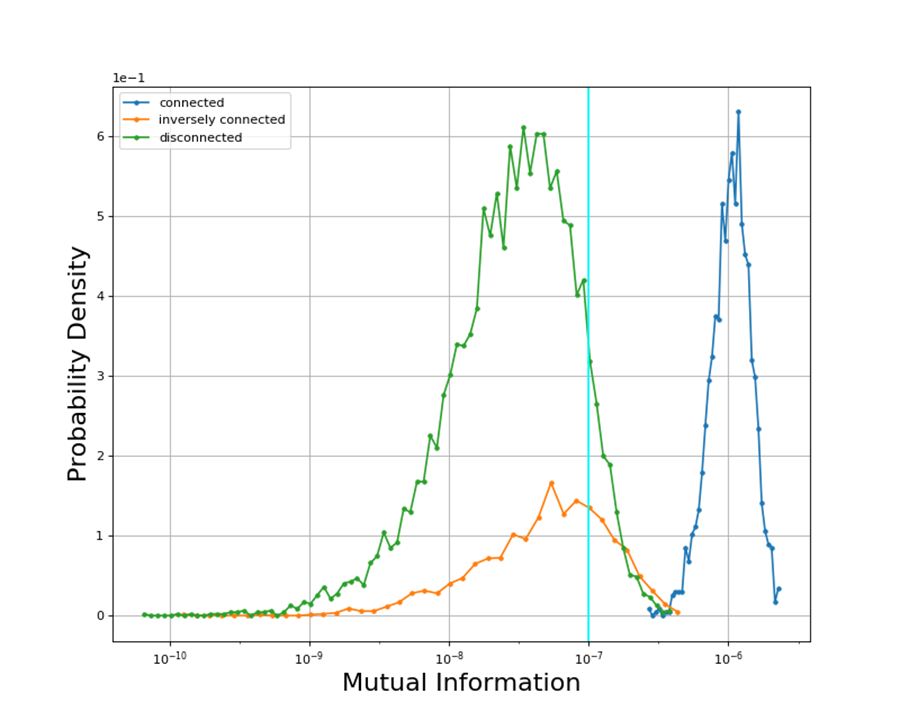 1e−1
connected
inversely connected
disconnected
6
5
4
3
2
1
0
Probability Density
10⁻¹⁰ 10⁻⁹ 10⁻⁸ 10⁻⁷ 10⁻⁶
Mutual Information